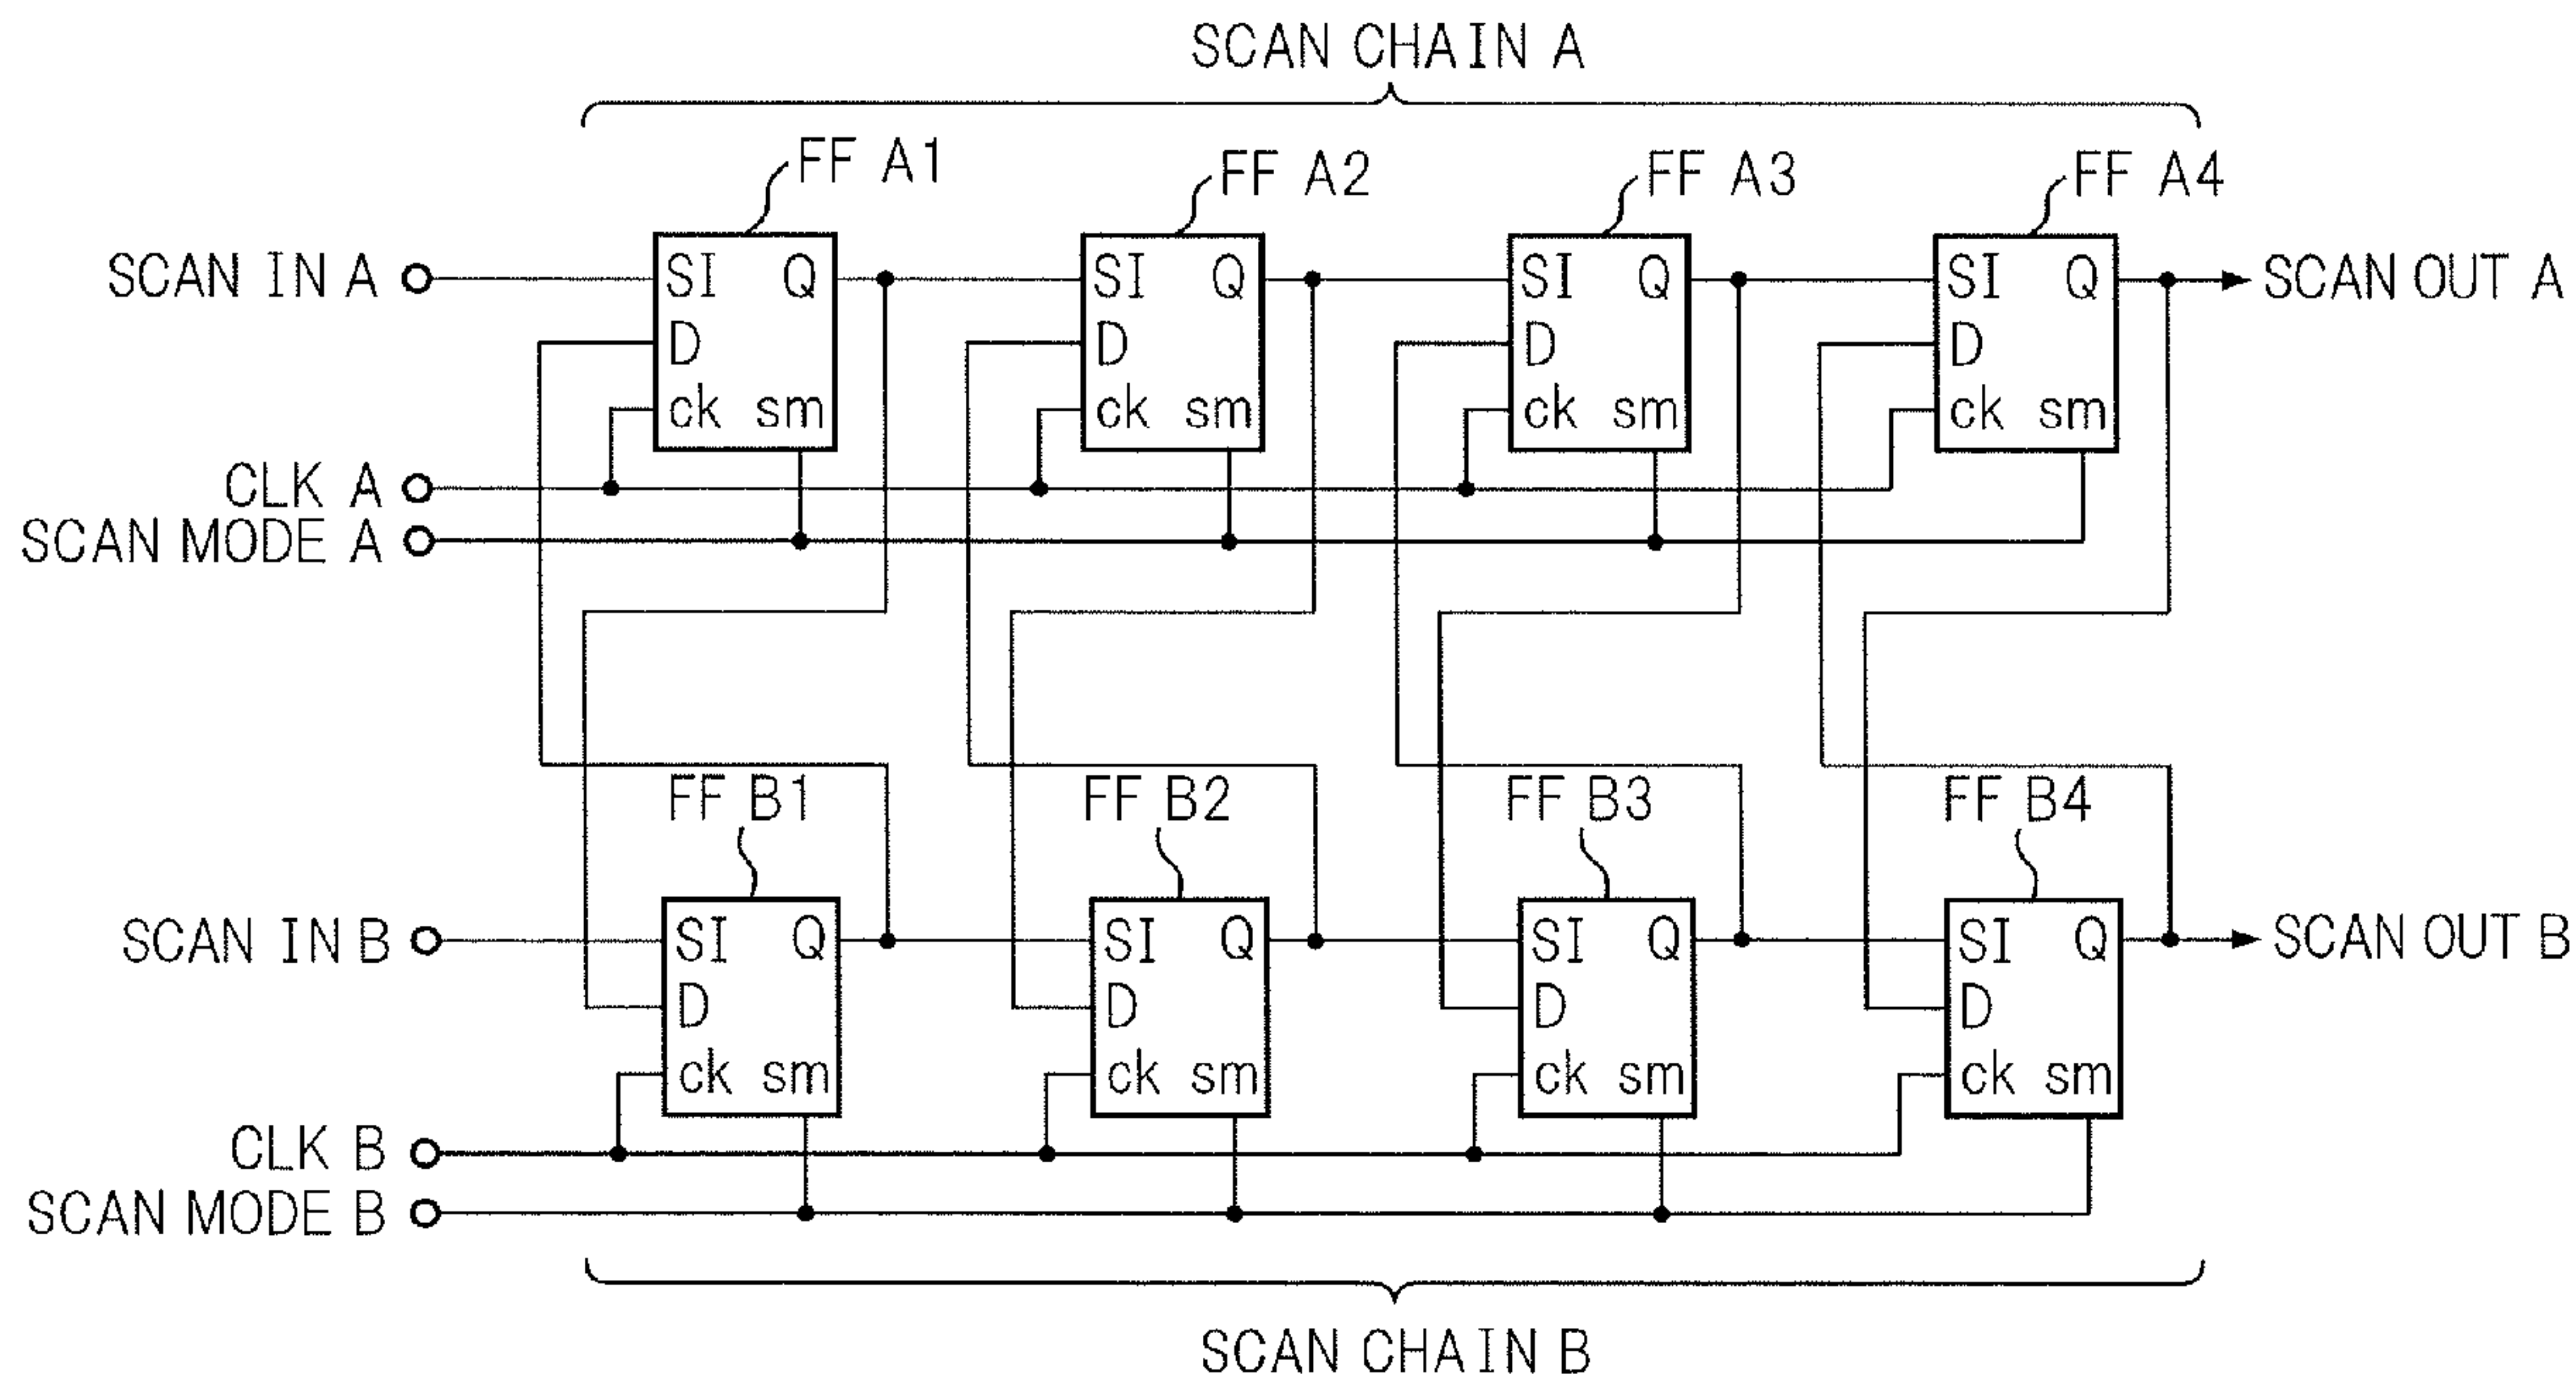 SCAN CHAIN A
FF A1
FF A2
FF A3
FF A4
SCAN IN A
SI Q
SI Q
SI Q
SI Q
SCAN OUT A
D
D
D
D
ck sm
ck sm
ck sm
ck sm
CLK A
SCAN MODE A
FF B1
FF B2
FF B3
FF B4
SCAN IN B
SI Q
SI Q
SI Q
SI Q
SCAN OUT B
D
D
D
D
ck sm
ck sm
ck sm
ck sm
CLK B
SCAN MODE B
SCAN CHAIN B